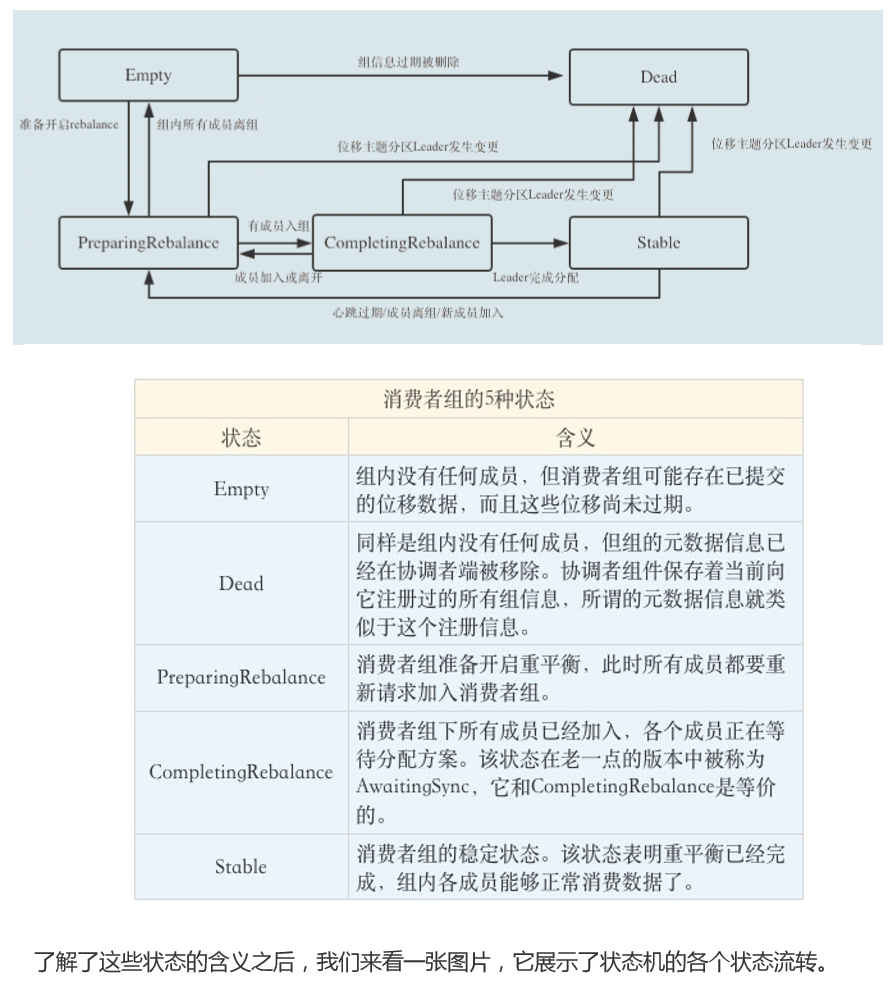 Empty
组信息过期被删除
Dead
准备开启rebalance
组内所有成员离组
位移主题分区Leader发生变更
位移主题分区Leader发生变更
位移主题分区Leader发生变更
PreparingRebalance
有成员入组
CompletingRebalance
Stable
成员加入或离开
Leader完成分配
心跳过期/成员离组/新成员加入
消费者组的5种状态
状态
含义
Empty
组内没有任何成员，但消费者组可能存在已提交
的位移数据，而且这些位移尚未过期。
Dead
同样是组内没有任何成员，但组的元数据信息已
经在协调者端被移除。协调者组件保存着当前向
它注册过的所有组信息，所谓的元数据信息就类
似于这个注册信息。
PreparingRebalance
消费者组准备开启重平衡，此时所有成员都要重
新请求加入消费者组。
CompletingRebalance
消费者组下所有成员已经加入，各个成员正在等
待分配方案。该状态在老一点的版本中被称为
AwaitingSync，它和CompletingRebalance是等价
的。
Stable
消费者组的稳定状态。该状态表明重平衡已经完
成，组内各成员能够正常消费数据了。
了解了这些状态的含义之后，我们来看一张图片，它展示了状态机的各个状态流转。